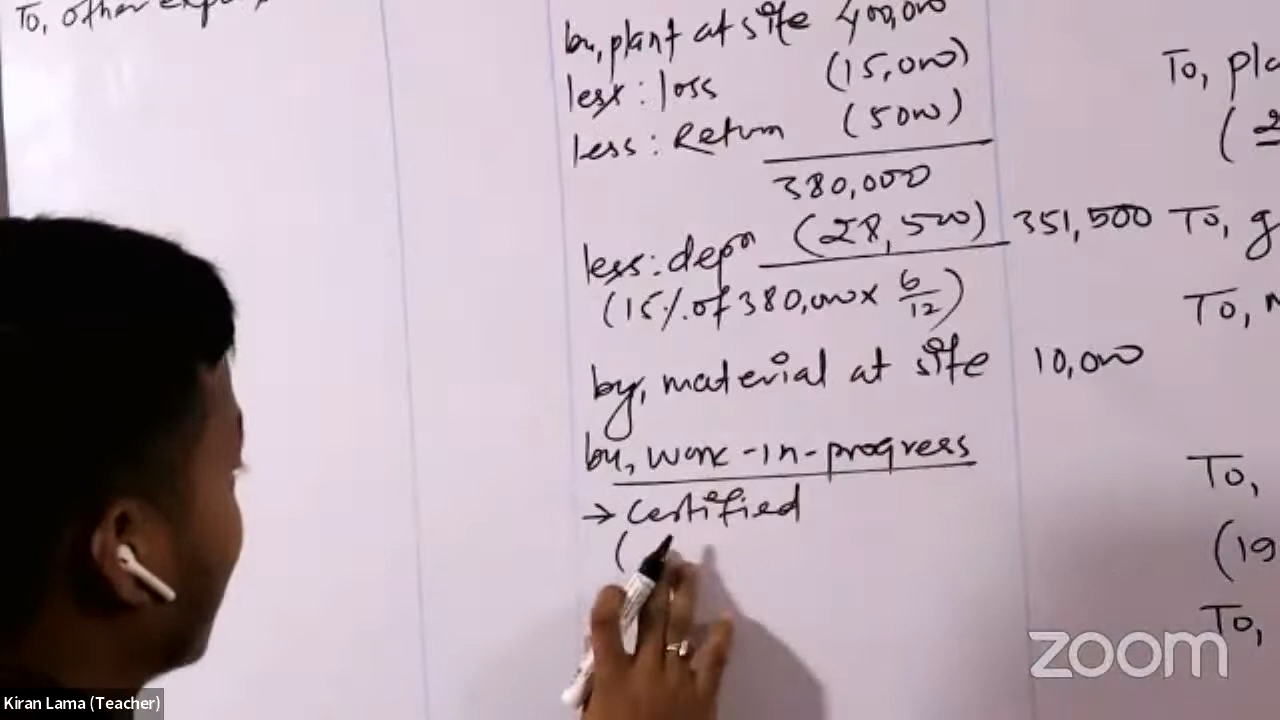 To, other
by, plant at site 400,000
less: loss (15,000)
less: Return (5000)
380,000
less: depn (28,500) 351,500
(15% of 380,000 x 6/12)
by, material at site 10,000
by, work-in-progress
→ Certified
(
To, pla
(
To, g
To,
To,
(19
To,
zoom
Kiran Lama (Teacher)